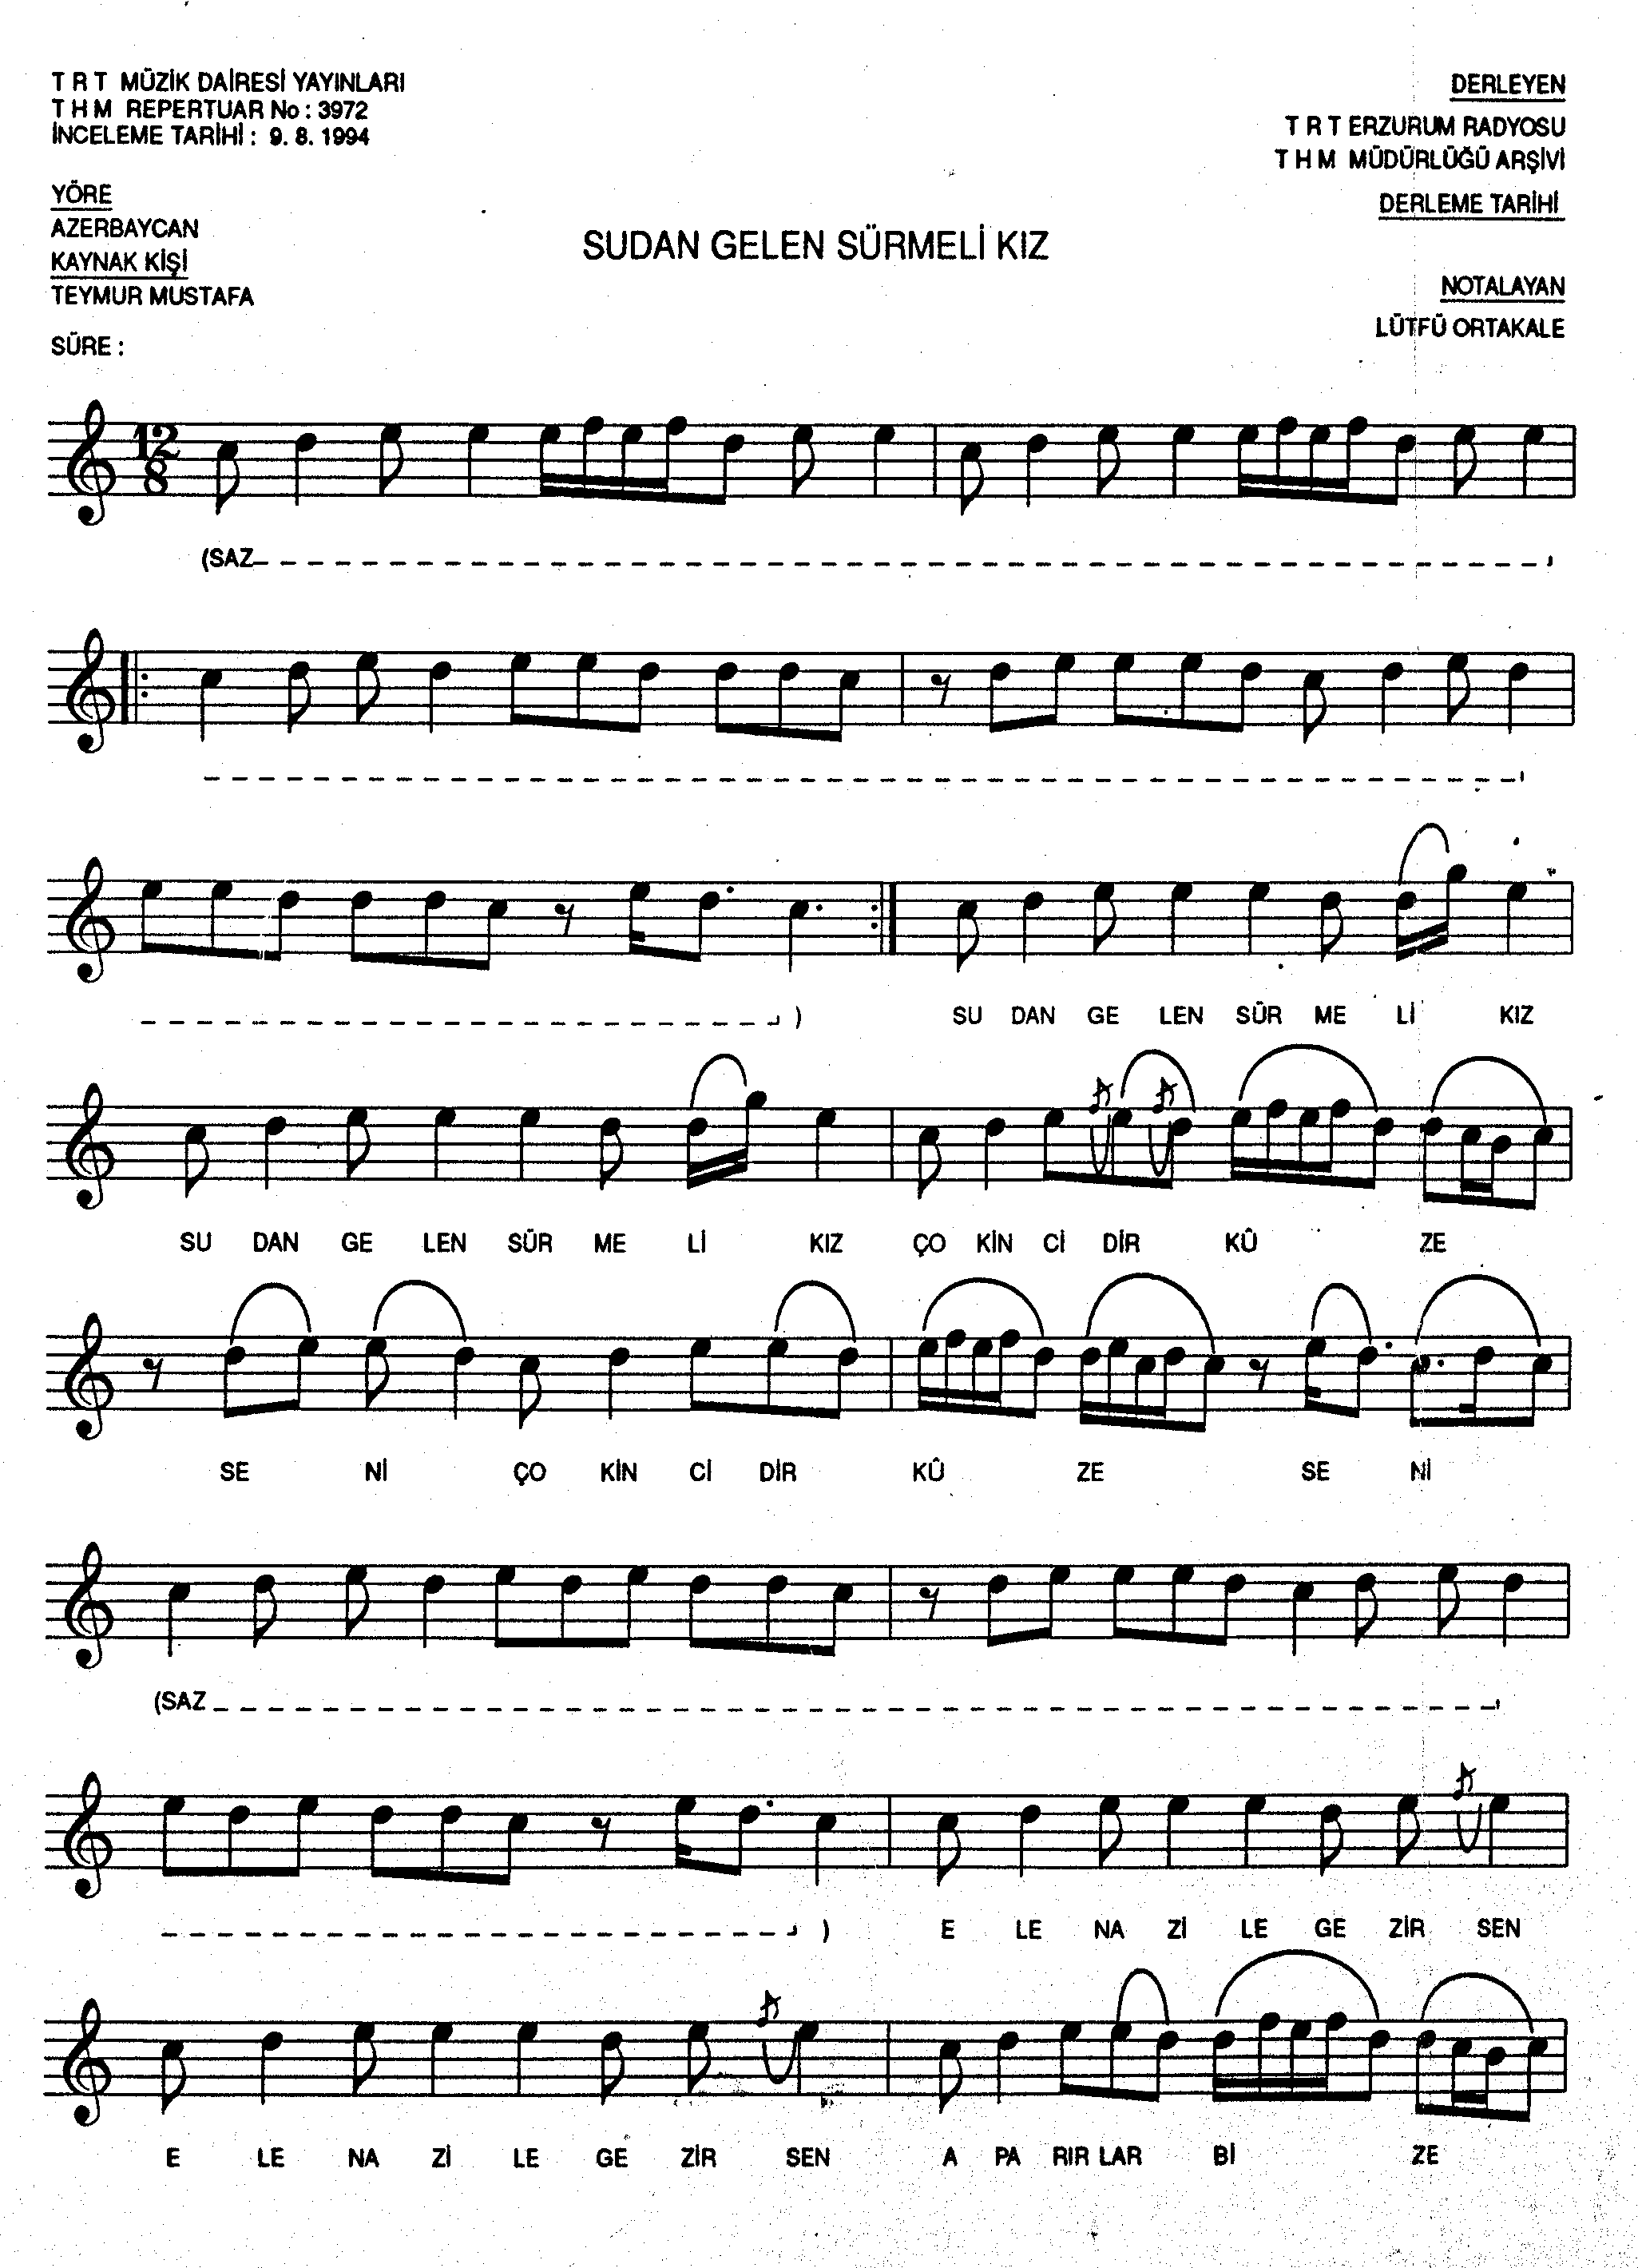 T R T MÜZİK DAİRESİ YAYINLARI
T H M REPERTUAR No : 3972
İNCELEME TARİHİ : 9. 8. 1994
YÖRE
AZERBAYCAN
KAYNAK KİŞİ
TEYMUR MUSTAFA
SÜRE :
SUDAN GELEN SÜRMELİ KIZ
DERLEYEN
T R T ERZURUM RADYOSU
T H M MÜDÜRLÜĞÜ ARŞİVİ
DERLEME TARİHİ
NOTALAYAN
LÜTFÜ ORTAKALE
12
8
(SAZ
)
SU DAN GE LEN SÜR ME Lİ KIZ
SU DAN GE LEN SÜR ME Lİ KIZ ÇO KİN Cİ DİR KÛ ZE
SE Nİ ÇO KİN Cİ DİR KÛ ZE SE Nİ
(SAZ
) E LE NA Zİ LE GE ZİR SEN
E LE NA Zİ LE GE ZİR SEN A PA RIR LAR Bİ ZE